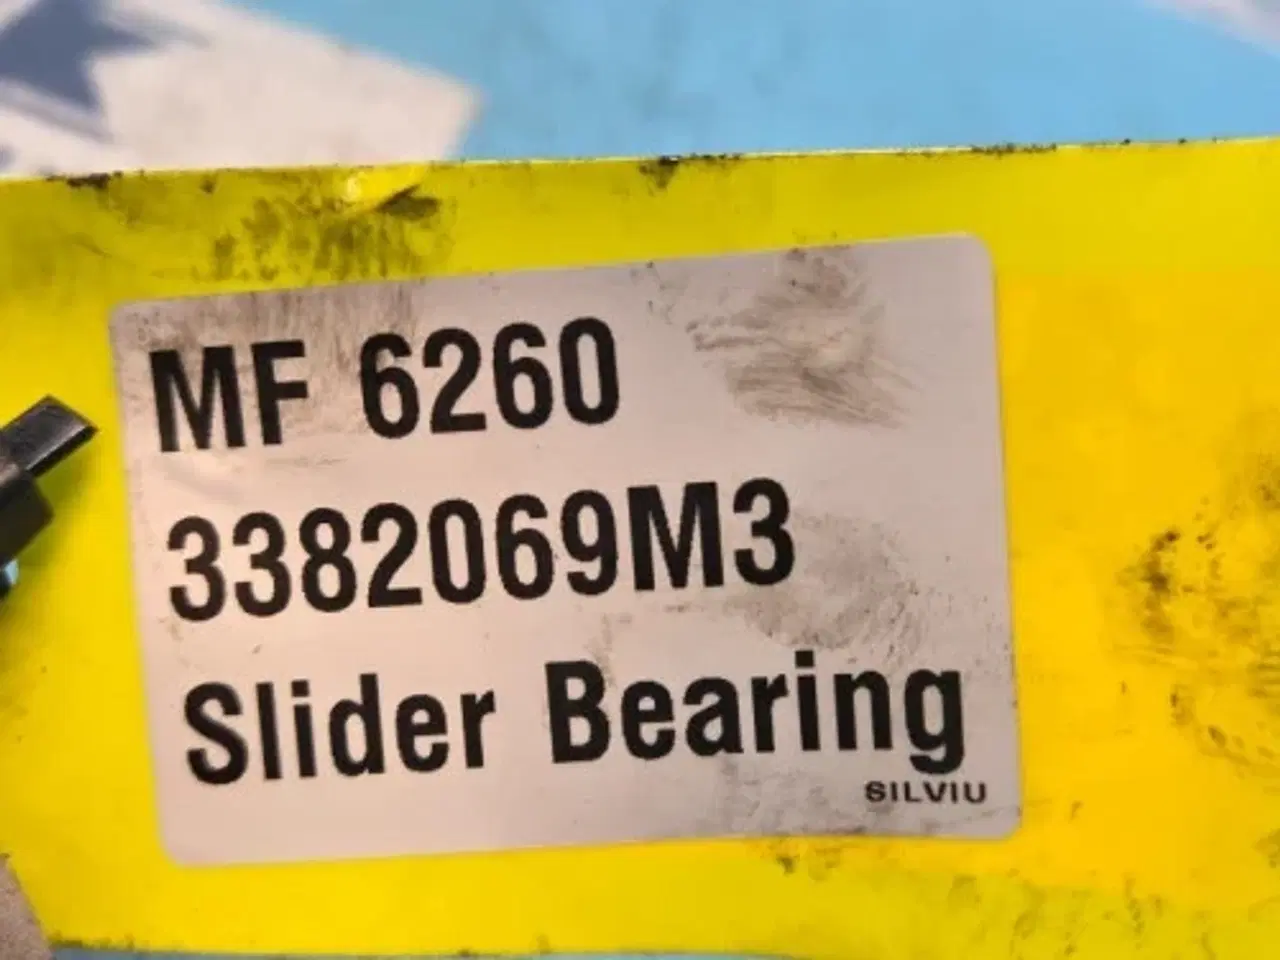 MF 6260
3382069M3
Slider Bearing
SILVIU